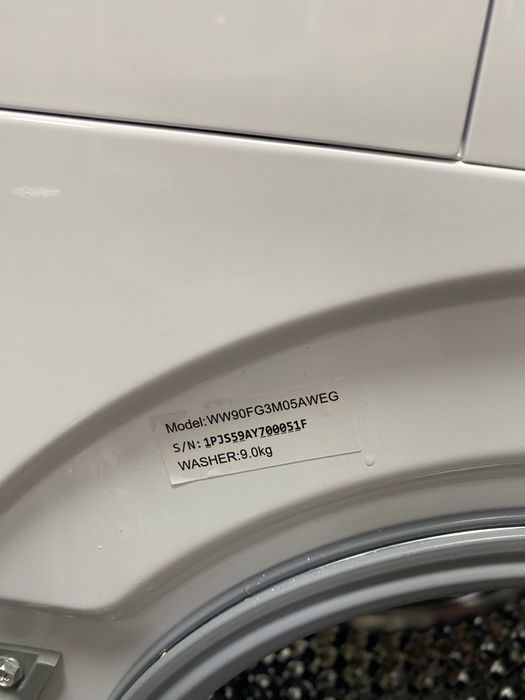 Model:WW90FG3M05AWEG
S/N:1PJS59AY700051F
WASHER:9.0kg